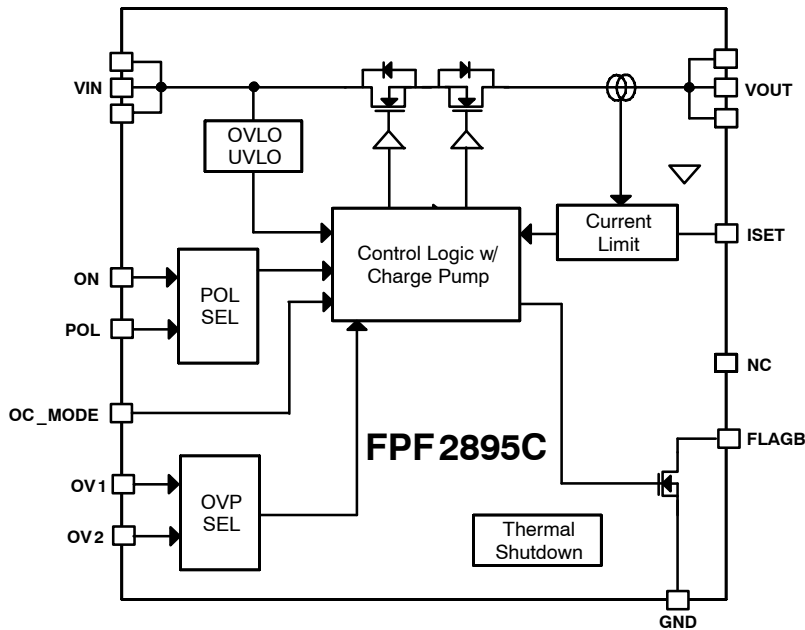 VIN
VOUT
OVLO
UVLO
Current
Limit
ISET
Control Logic w/
Charge Pump
ON
POL
SEL
POL
NC
OC_MODE
FLAGB
FPF2895C
OV1
OVP
SEL
OV2
Thermal
Shutdown
GND